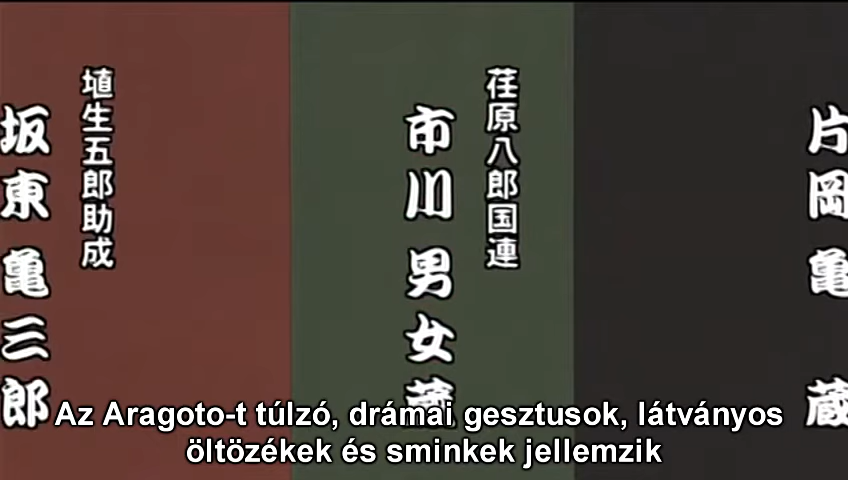 片岡亀蔵
荏原八郎国連
市川男女蔵
埴生五郎助成
坂東亀三郎
Az Aragoto-t túlzó, drámai gesztusok, látványos
öltözékek és sminkek jellemzik